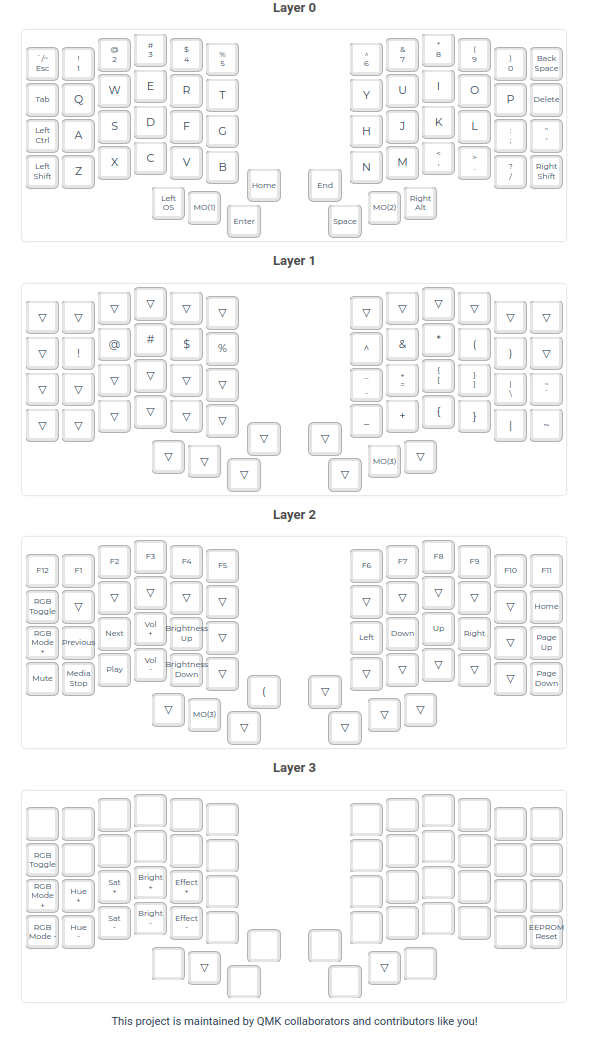 Layer 0
~/~ Esc
! 1
@ 2
# 3
$ 4
% 5
^ 6
& 7
* 8
( 9
) 0
Back Space
Tab
Q
W
E
R
T
Y
U
I
O
P
Delete
Left Ctrl
A
S
D
F
G
H
J
K
L
: ;
" '
Left Shift
Z
X
C
V
B
N
M
< ,
> .
? /
Right Shift
Left OS
MO(1)
Home
Enter
End
Space
MO(2)
Right Alt
Layer 1
▽ ▽ ▽ ▽ ▽ ▽ ▽ ▽ ▽ ▽ ▽ ▽
▽ ! @ # $ % ^ & * ( ) ▽
▽ ▽ ▽ ▽ ▽ ▽
_ -
+ =
{ [
} ]
| \
~ `
▽ ▽ ▽ ▽ ▽ ▽ _ + { } | ~
▽ ▽ ▽ ▽ ▽ ▽ MO(3) ▽
Layer 2
F12 F1 F2 F3 F4 F5 F6 F7 F8 F9 F10 F11
RGB Toggle
▽ ▽ ▽ ▽ ▽ ▽ ▽ ▽ ▽ ▽
Home
RGB Mode +
Previous
Next
Vol +
Brightness Up
▽
Left
Down
Up
Right
▽
Page Up
Mute
Media Stop
Play
Vol -
Brightness Down
▽ ▽ ▽ ▽ ▽ ▽
Page Down
▽ MO(3) ( ▽ ▽ ▽ ▽ ▽
Layer 3
RGB Toggle
RGB Mode +
Hue +
Sat +
Bright +
Effect +
RGB Mode -
Hue -
Sat -
Bright -
Effect -
EEPROM Reset
▽ ▽
This project is maintained by QMK collaborators and contributors like you!